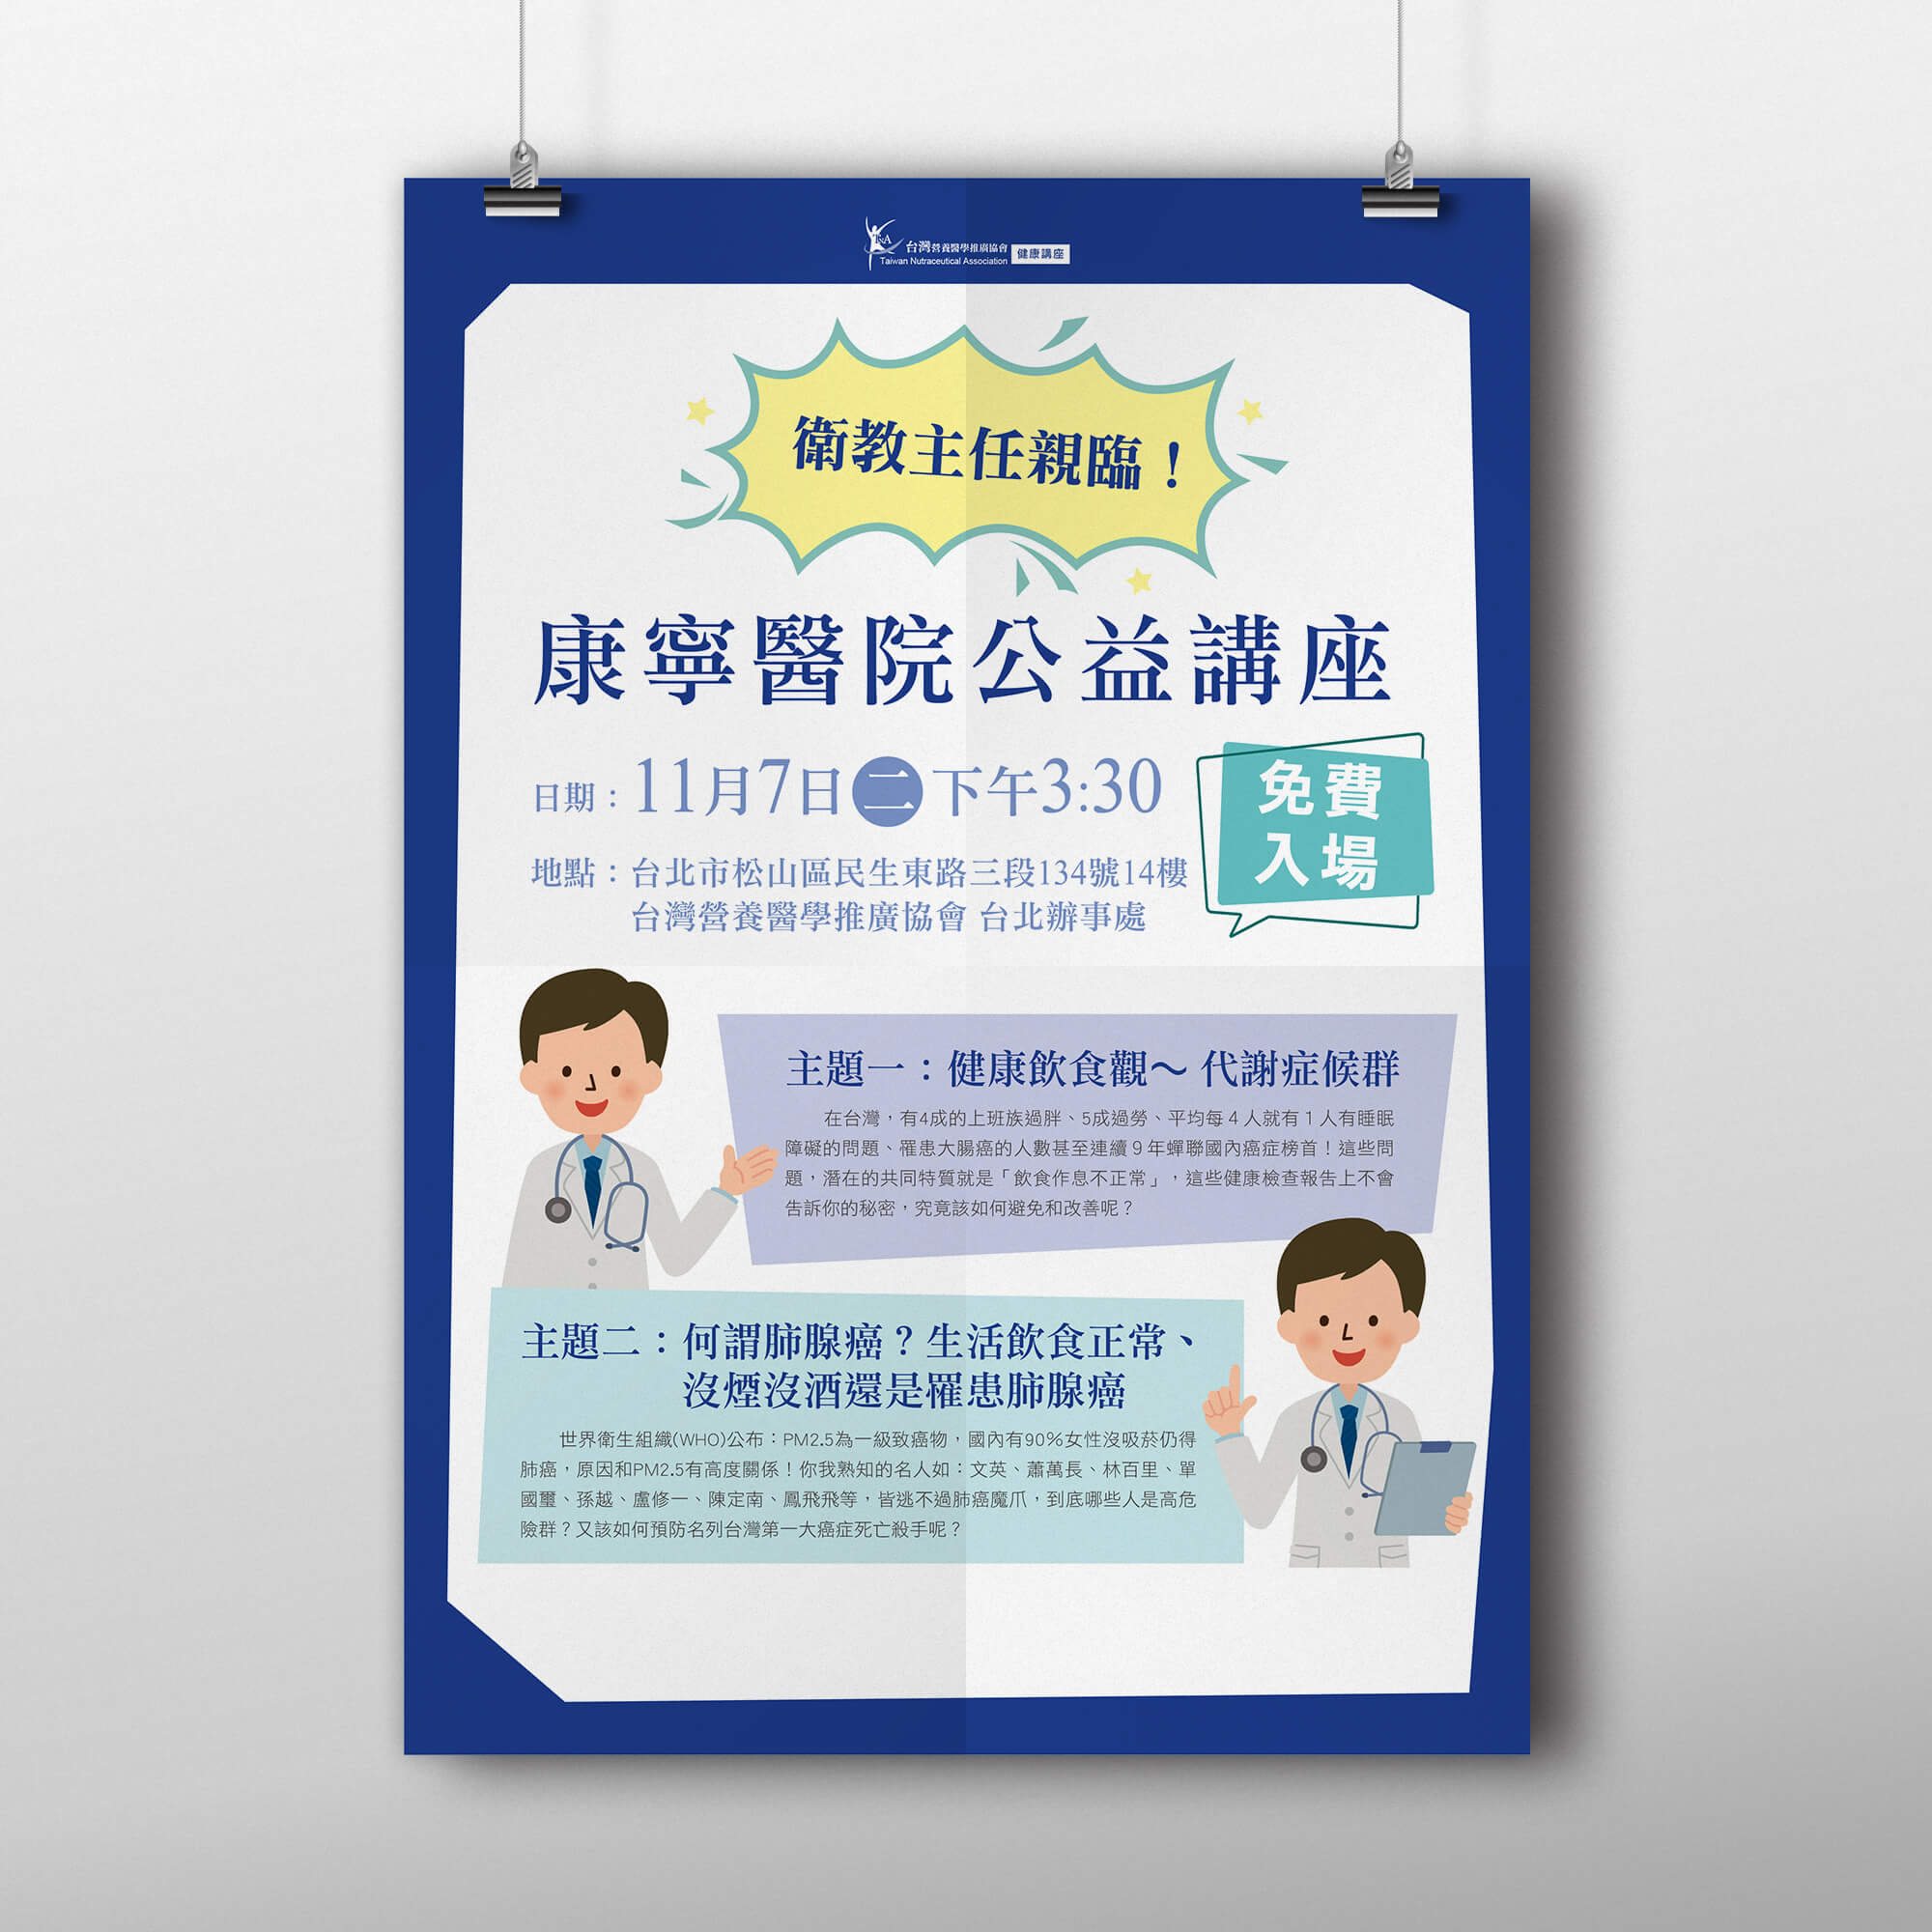 台灣營養醫學推廣協會
Taiwan Nutraceutical Association
健康講座
衛教主任親臨！
康寧醫院公益講座
日期：11月7日二下午3:30
免費
入場
地點：台北市松山區民生東路三段134號14樓
台灣營養醫學推廣協會 台北辦事處
主題一：健康飲食觀～ 代謝症候群
在台灣，有4成的上班族過胖、5成過勞、平均每4人就有1人有睡眠
障礙的問題、罹患大腸癌的人數甚至連續9年蟬聯國內癌症榜首！這些問
題，潛在的共同特質就是「飲食作息不正常」，這些健康檢查報告上不會
告訴你的秘密，究竟該如何避免和改善呢？
主題二：何謂肺腺癌？生活飲食正常、
沒煙沒酒還是罹患肺腺癌
世界衛生組織(WHO)公布：PM2.5為一級致癌物，國內有90%女性沒吸菸仍得
肺癌，原因和PM2.5有高度關係！你我熟知的名人如：文英、蕭萬長、林百里、單
國璽、孫越、盧修一、陳定南、鳳飛飛等，皆逃不過肺癌魔爪，到底哪些人是高危
險群？又該如何預防名列台灣第一大癌症死亡殺手呢？